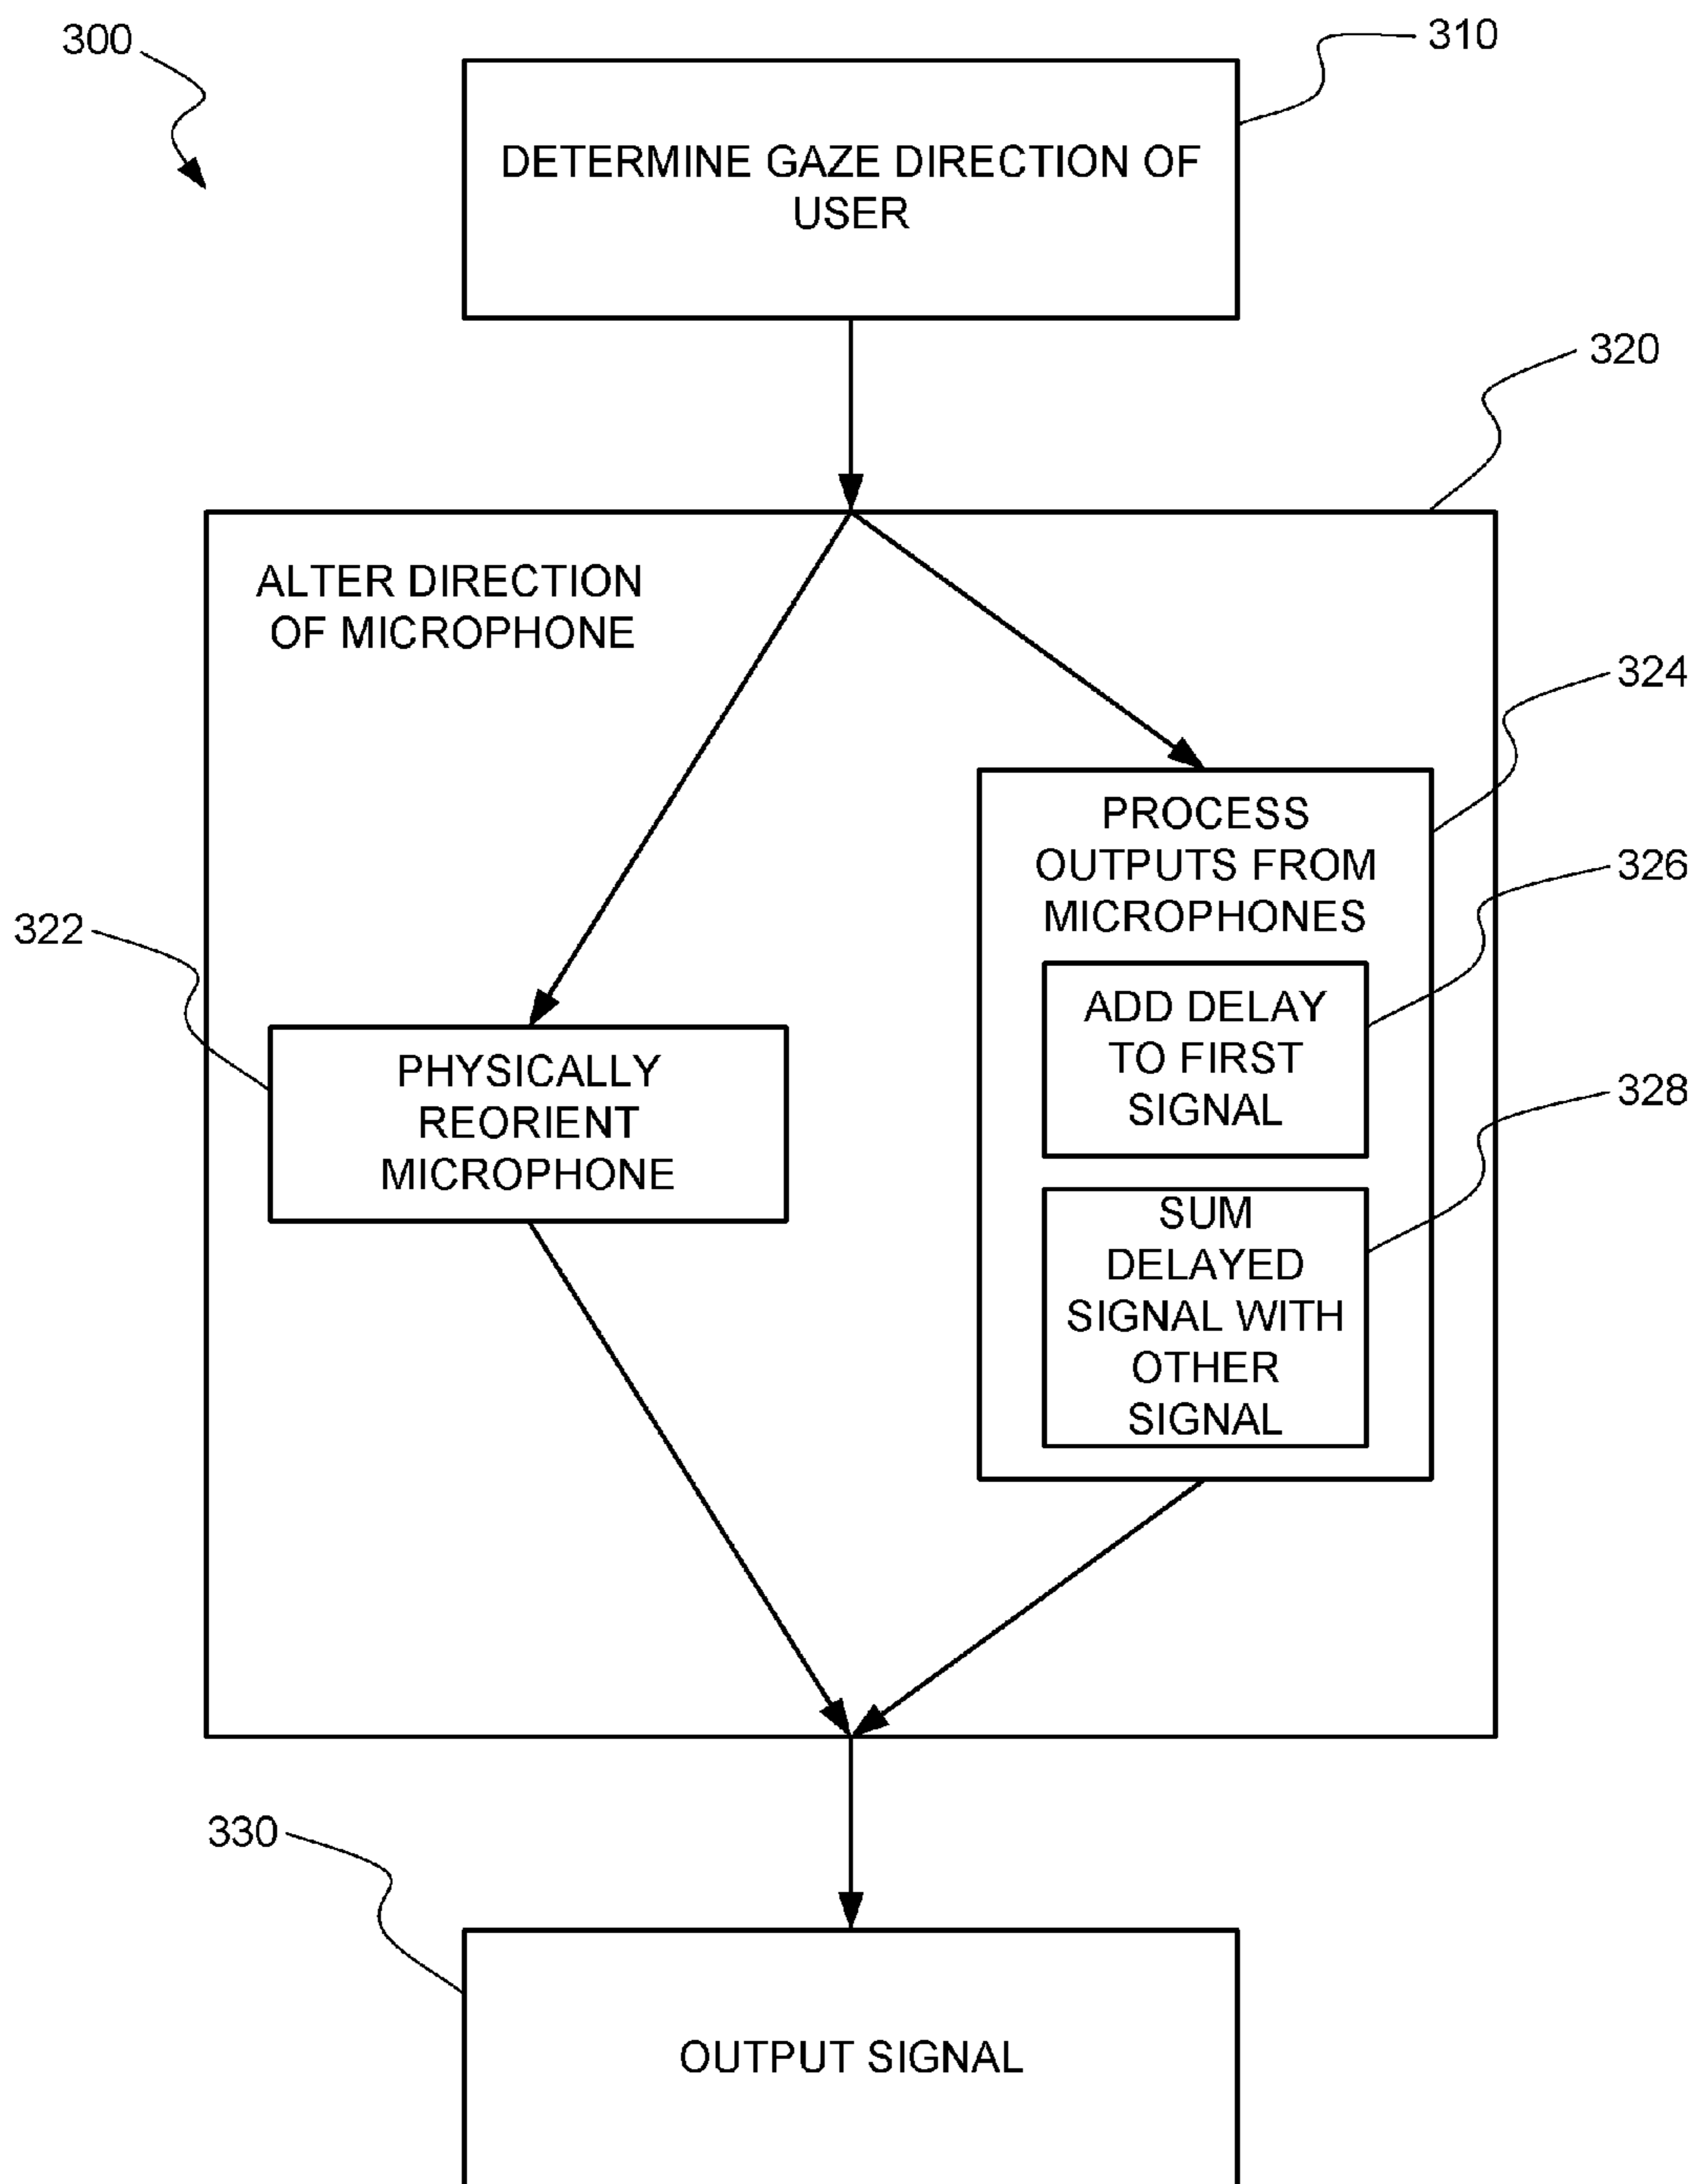 300
310
DETERMINE GAZE DIRECTION OF
USER
320
ALTER DIRECTION
OF MICROPHONE
324
PROCESS
OUTPUTS FROM
MICROPHONES
326
322
ADD DELAY
TO FIRST
SIGNAL
PHYSICALLY
REORIENT
MICROPHONE
328
SUM
DELAYED
SIGNAL WITH
OTHER
SIGNAL
330
OUTPUT SIGNAL